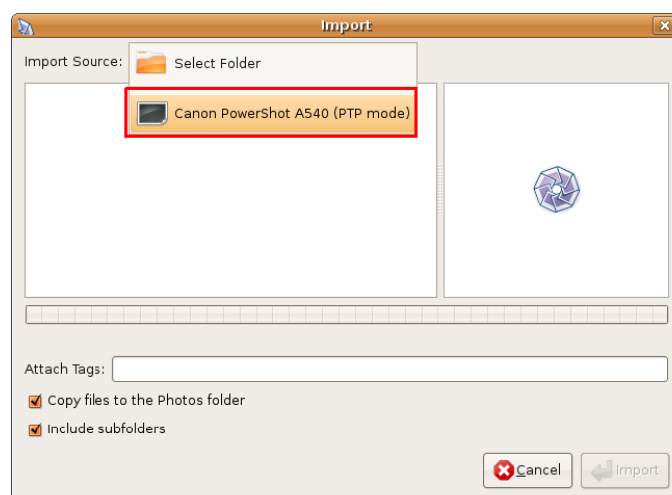 Import
Import Source:
Select Folder
Canon PowerShot A540 (PTP mode)
Attach Tags:
Copy files to the Photos folder
Include subfolders
Cancel
Import